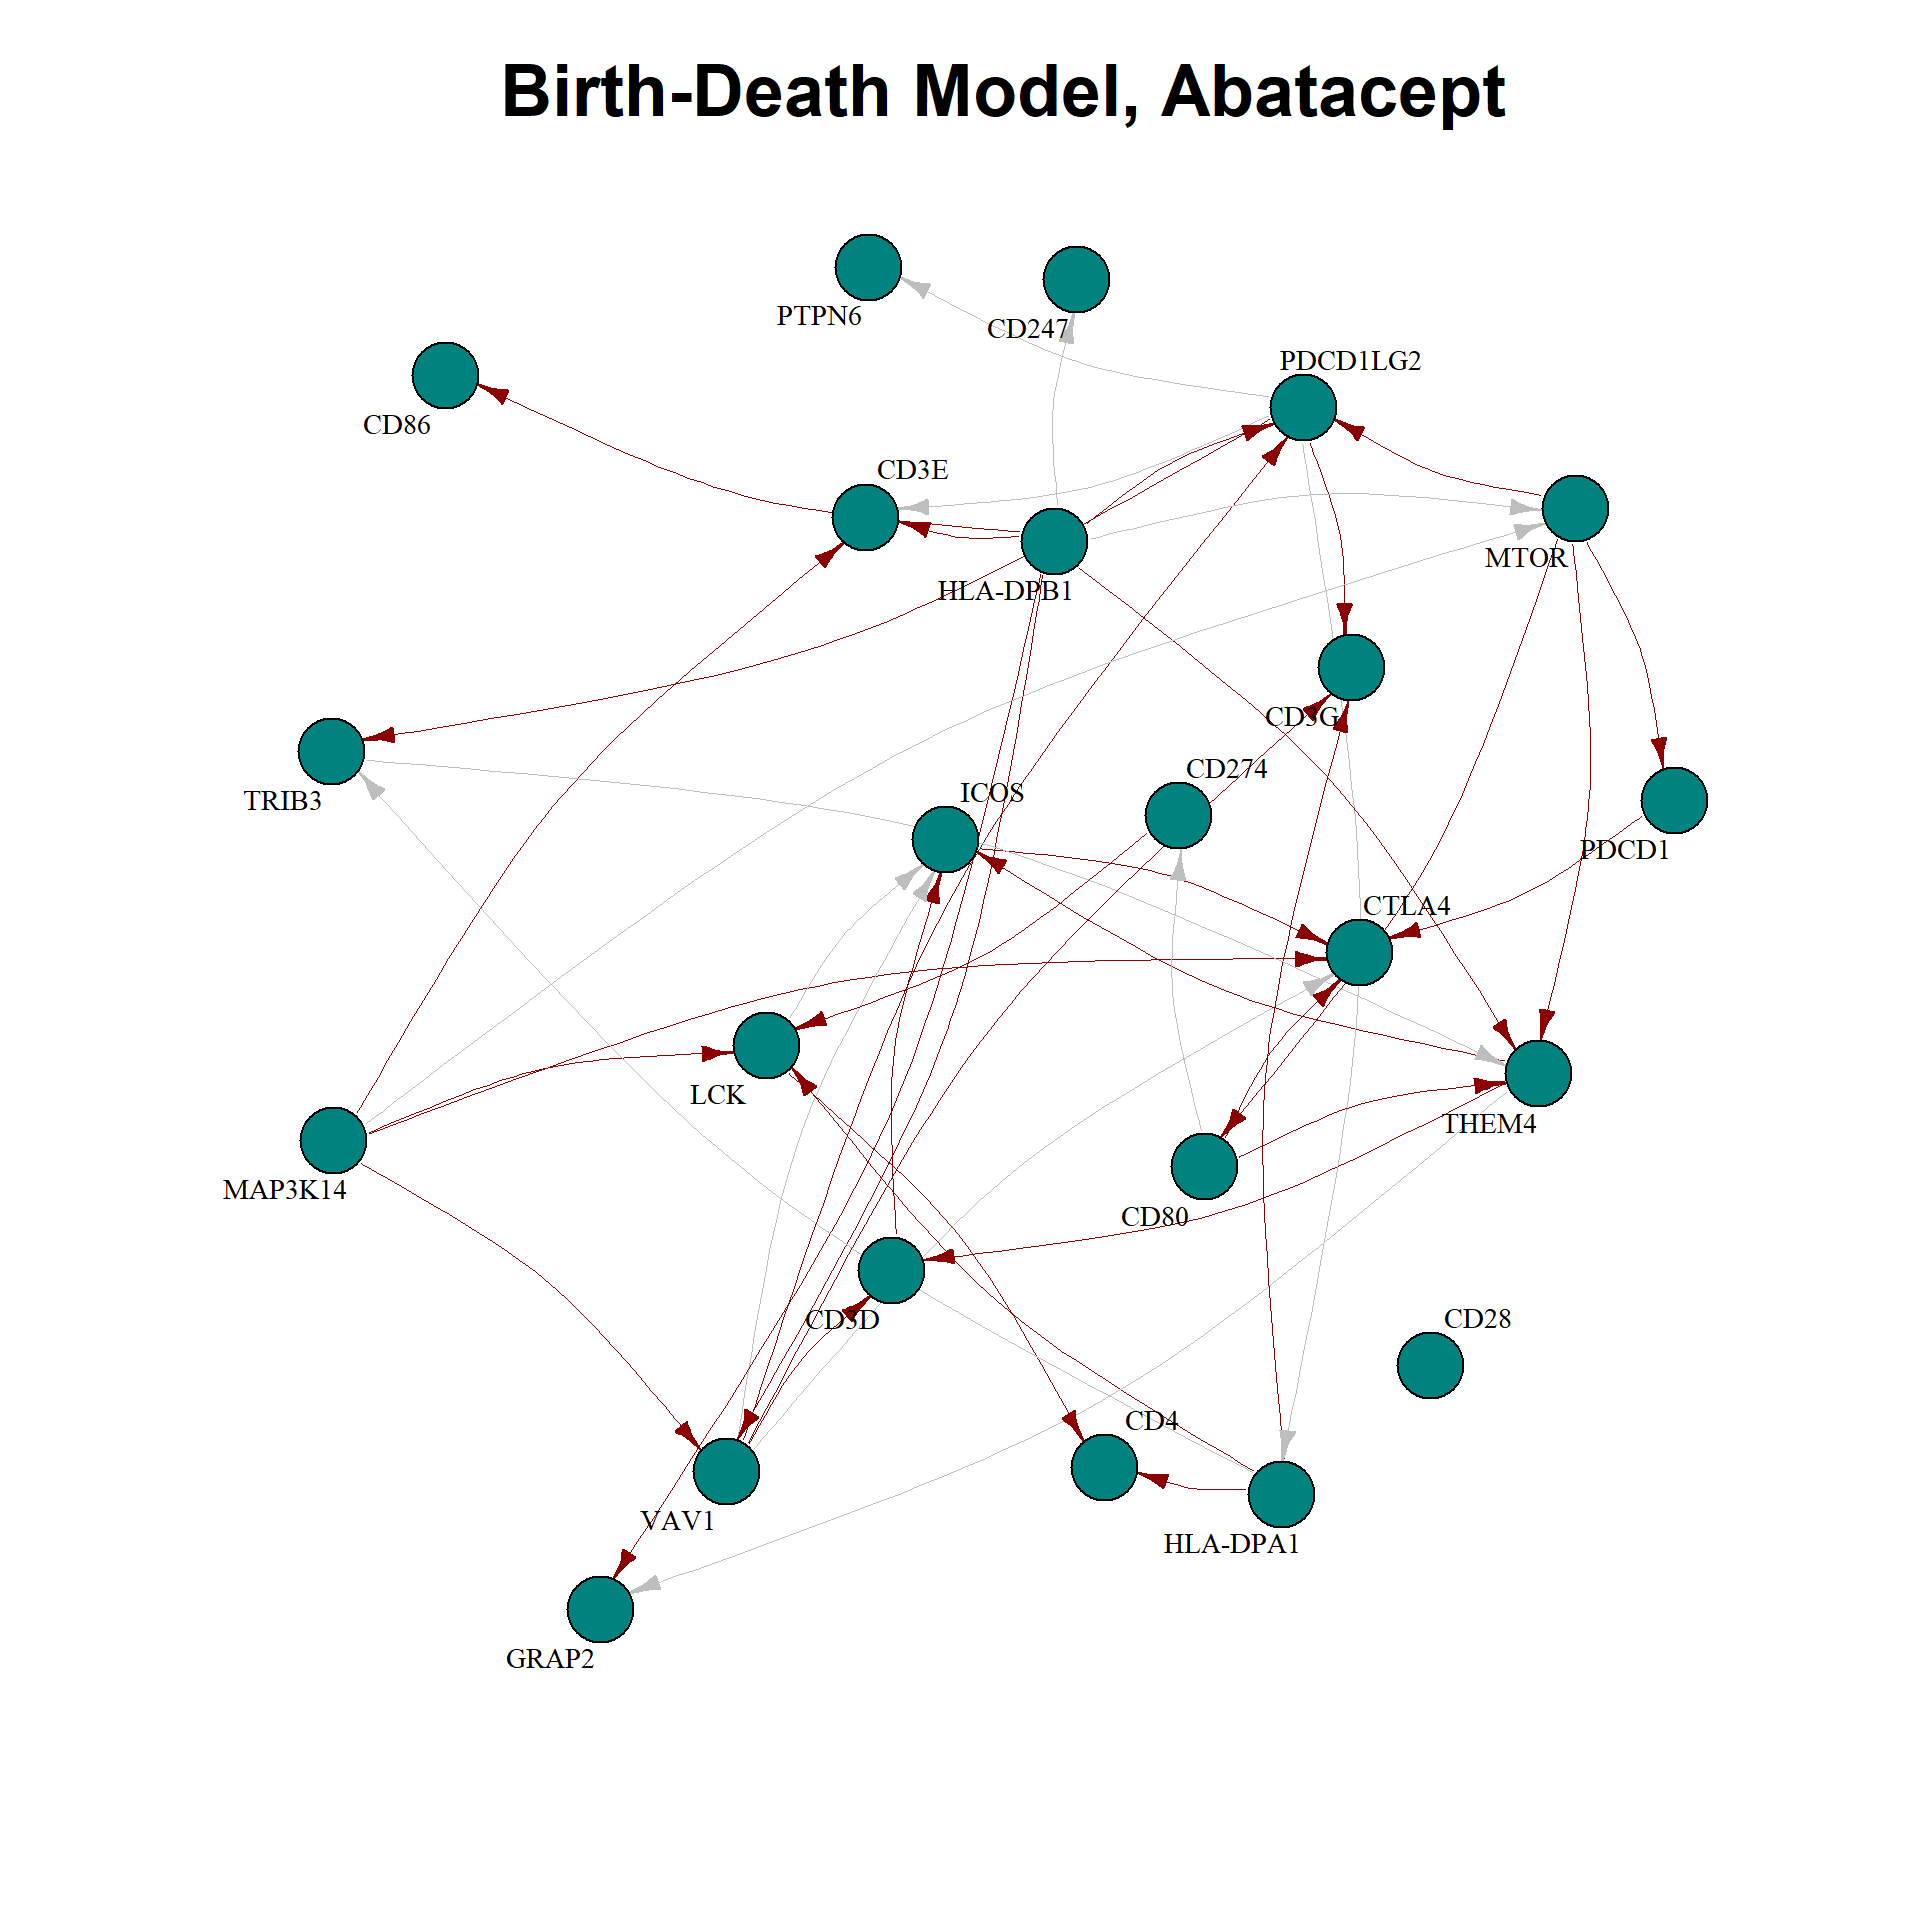 Birth-Death Model, Abatacept
PTPN6
CD247
PDCD1LG2
CD86
CD3E
MTOR
HLA-DPB1
CD3G
CD274
TRIB3
ICOS
PDCD1
CTLA4
LCK
THEM4
MAP3K14
CD80
CD3D
CD28
CD4
VAV1
HLA-DPA1
GRAP2